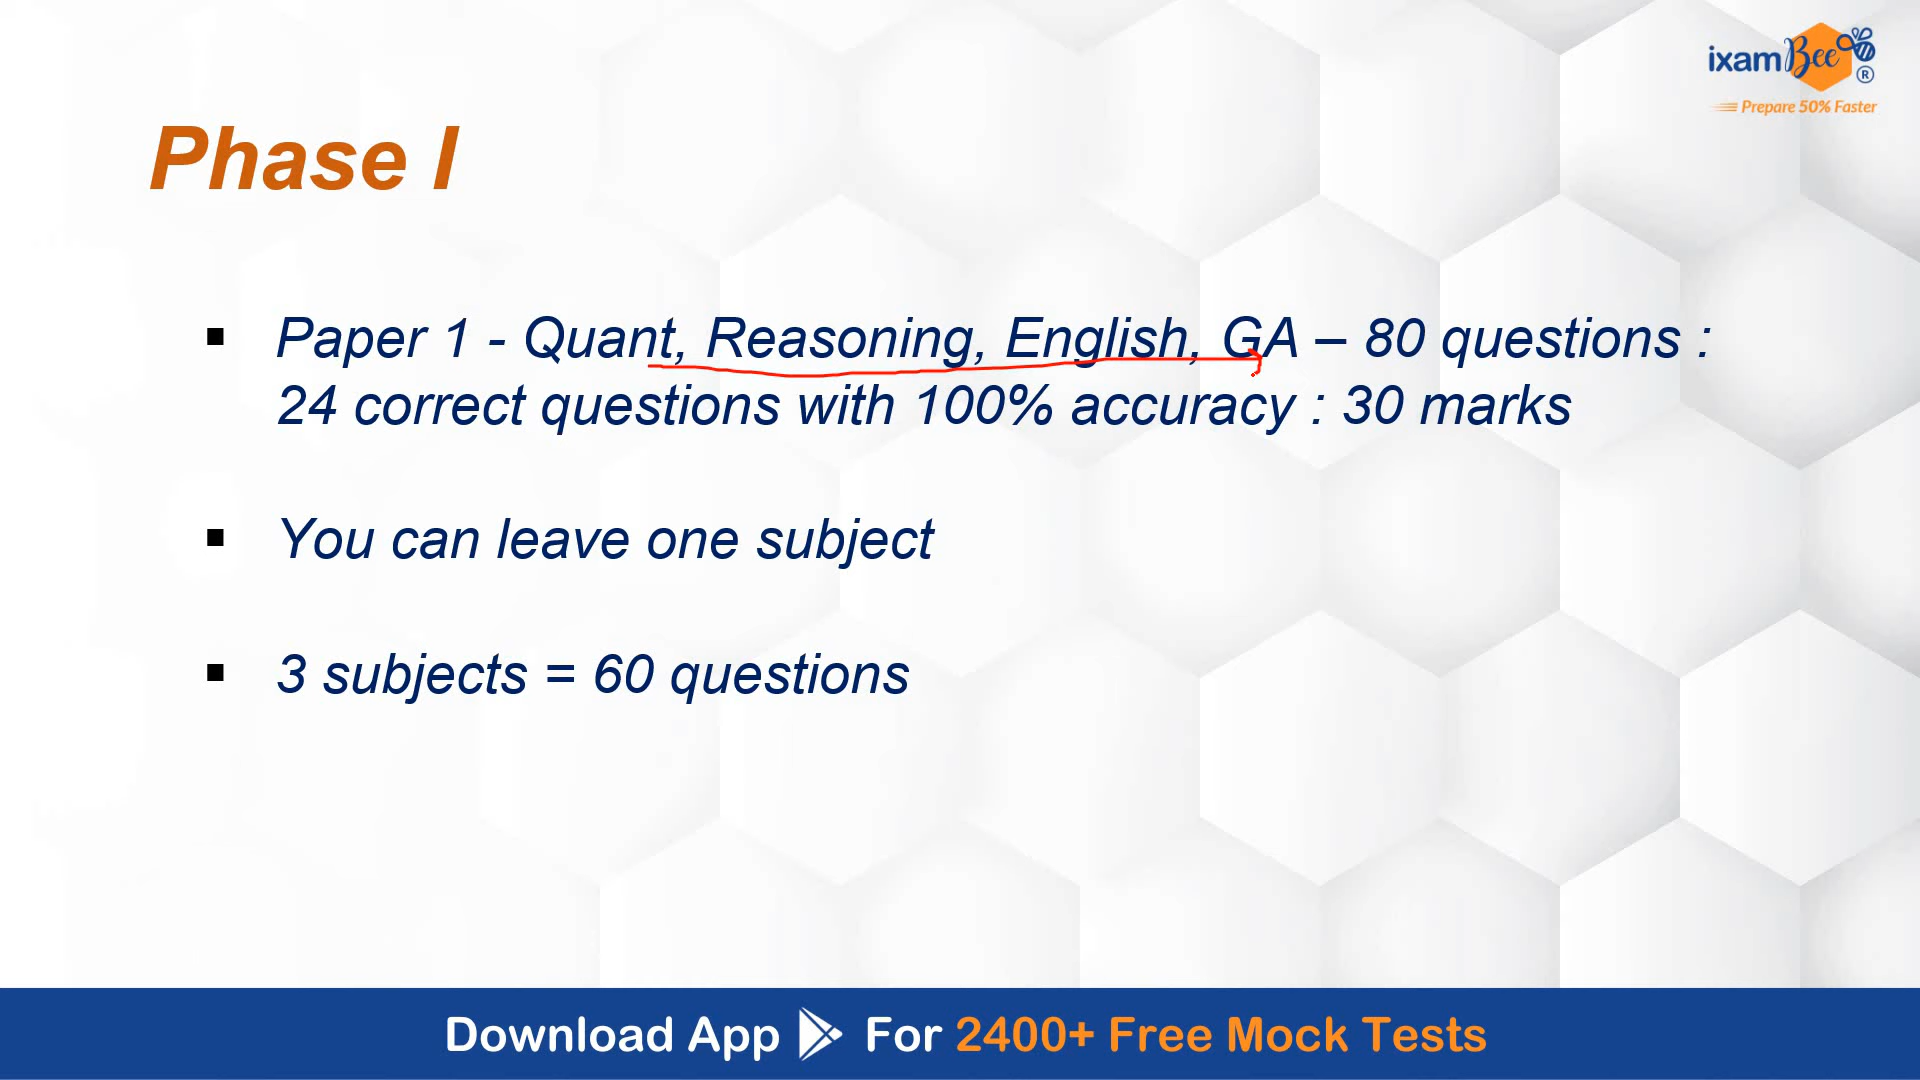 ixamBee®
Prepare 50% Faster
Phase I
▪ Paper 1 - Quant, Reasoning, English, GA – 80 questions :
24 correct questions with 100% accuracy : 30 marks
▪ You can leave one subject
▪ 3 subjects = 60 questions
Download App For 2400+ Free Mock Tests